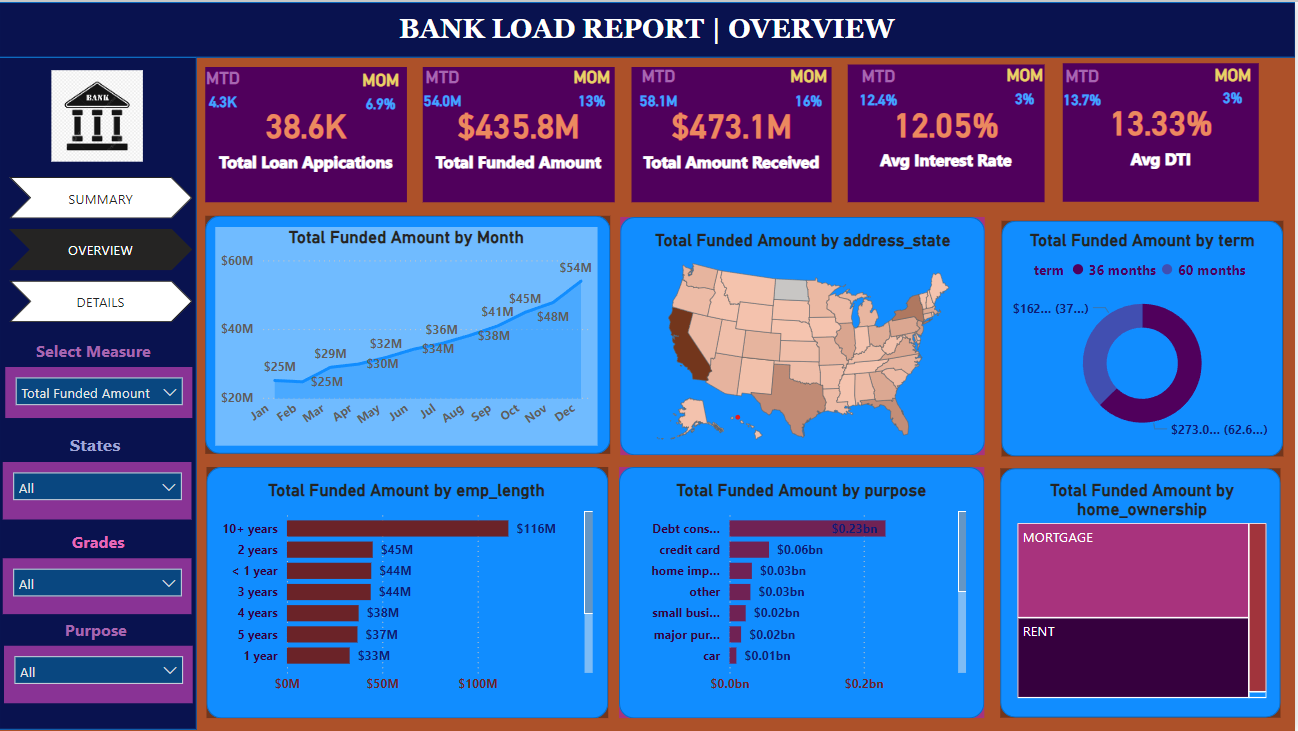 BANK LOAD REPORT | OVERVIEW
BANK
SUMMARY
OVERVIEW
DETAILS
Select Measure
Total Funded Amount
States
All
Grades
All
Purpose
All
MTD MOM
4.3K 6.9%
38.6K
Total Loan Appications
MTD MOM
54.0M 13%
$435.8M
Total Funded Amount
MTD MOM
58.1M 16%
$473.1M
Total Amount Received
MTD MOM
12.4% 3%
12.05%
Avg Interest Rate
MTD MOM
13.7% 3%
13.33%
Avg DTI
Total Funded Amount by Month
$60M
$40M
$20M
$25M
$25M
$29M
$30M
$32M
$34M
$36M
$38M
$41M
$45M
$48M
$54M
Jan Feb Mar Apr May Jun Jul Aug Sep Oct Nov Dec
Total Funded Amount by address_state
Total Funded Amount by term
term 36 months 60 months
$162... (37...)
$273.0... (62.6...)
Total Funded Amount by emp_length
10+ years $116M
2 years $45M
< 1 year $44M
3 years $44M
4 years $38M
5 years $37M
1 year $33M
$0M $50M $100M
Total Funded Amount by purpose
Debt cons... $0.23bn
credit card $0.06bn
home imp... $0.03bn
other $0.03bn
small busi... $0.02bn
major pur... $0.02bn
car $0.01bn
$0.0bn $0.2bn
Total Funded Amount by
home_ownership
MORTGAGE
RENT